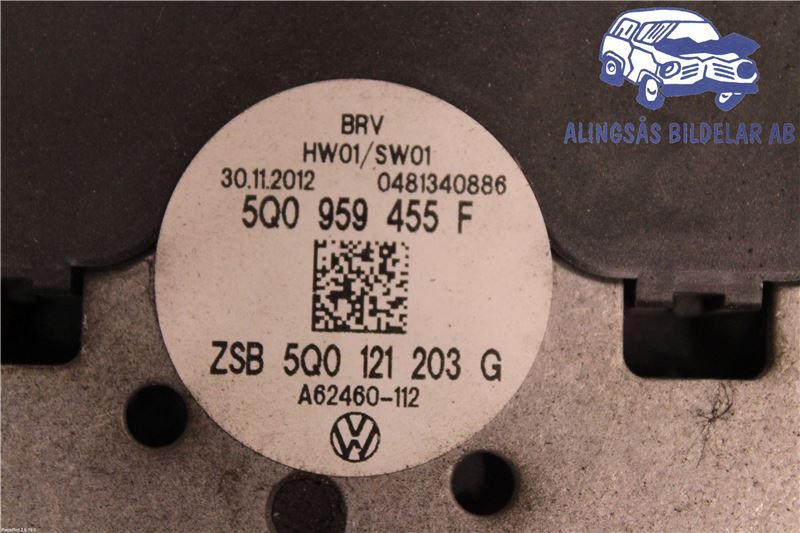 ALINGSÅS BILDELAR AB
BRV
HW01/SW01
30.11.2012 0481340886
5Q0 959 455 F
ZSB 5Q0 121 203 G
A62460-112